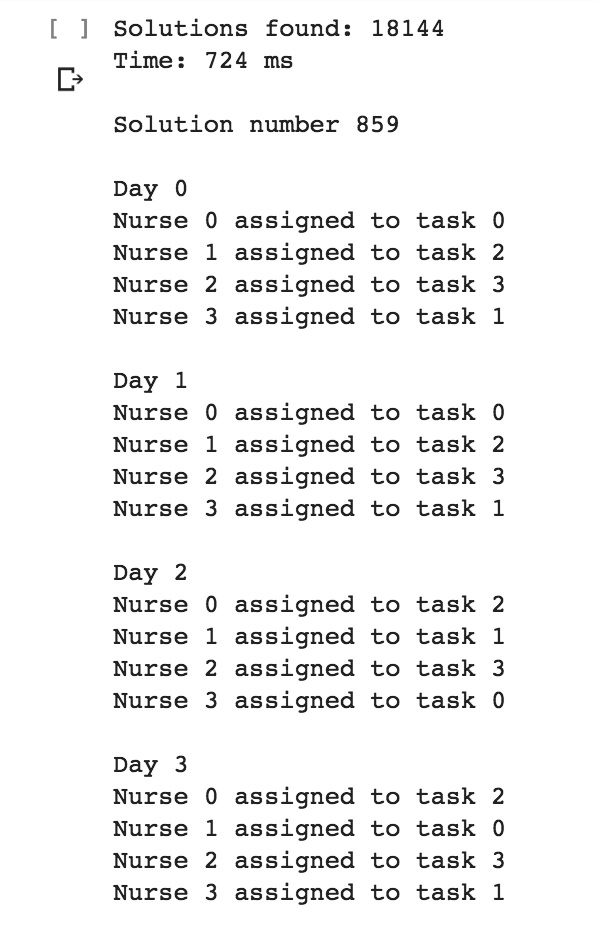 [ ] Solutions found: 18144
Time: 724 ms
Solution number 859
Day 0
Nurse 0 assigned to task 0
Nurse 1 assigned to task 2
Nurse 2 assigned to task 3
Nurse 3 assigned to task 1
Day 1
Nurse 0 assigned to task 0
Nurse 1 assigned to task 2
Nurse 2 assigned to task 3
Nurse 3 assigned to task 1
Day 2
Nurse 0 assigned to task 2
Nurse 1 assigned to task 1
Nurse 2 assigned to task 3
Nurse 3 assigned to task 0
Day 3
Nurse 0 assigned to task 2
Nurse 1 assigned to task 0
Nurse 2 assigned to task 3
Nurse 3 assigned to task 1